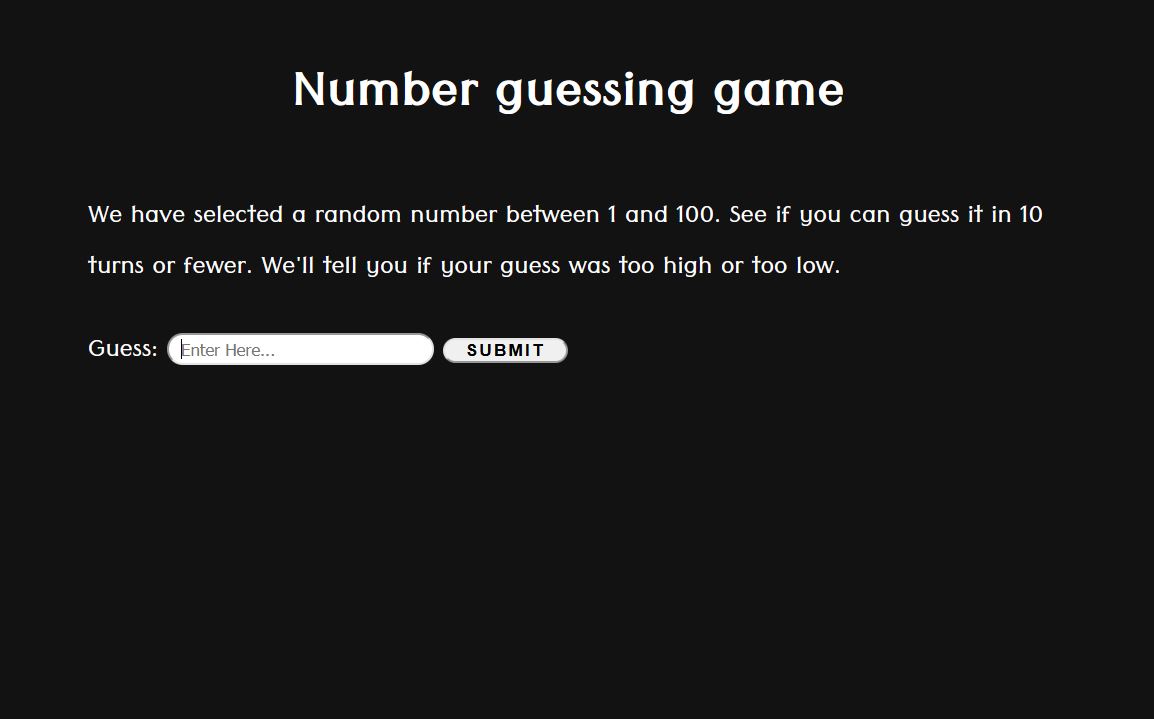 Number guessing game
We have selected a random number between 1 and 100. See if you can guess it in 10
turns or fewer. We'll tell you if your guess was too high or too low.
Guess: Enter Here... SUBMIT